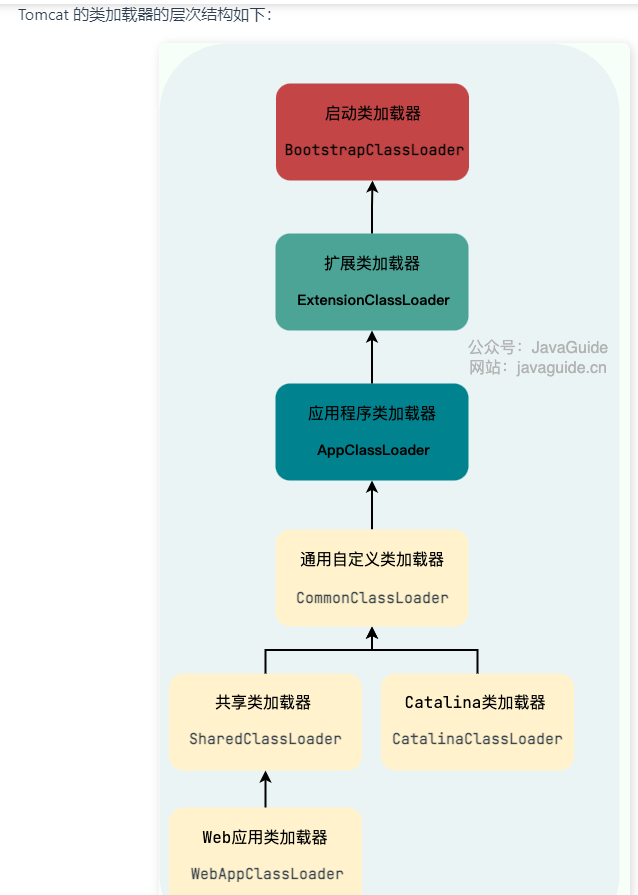 Tomcat 的类加载器的层次结构如下：
启动类加载器
BootstrapClassLoader
扩展类加载器
ExtensionClassLoader
公众号：JavaGuide
网站：javaguide.cn
应用程序类加载器
AppClassLoader
通用自定义类加载器
CommonClassLoader
共享类加载器
SharedClassLoader
Catalina类加载器
CatalinaClassLoader
Web应用类加载器
WebAppClassLoader